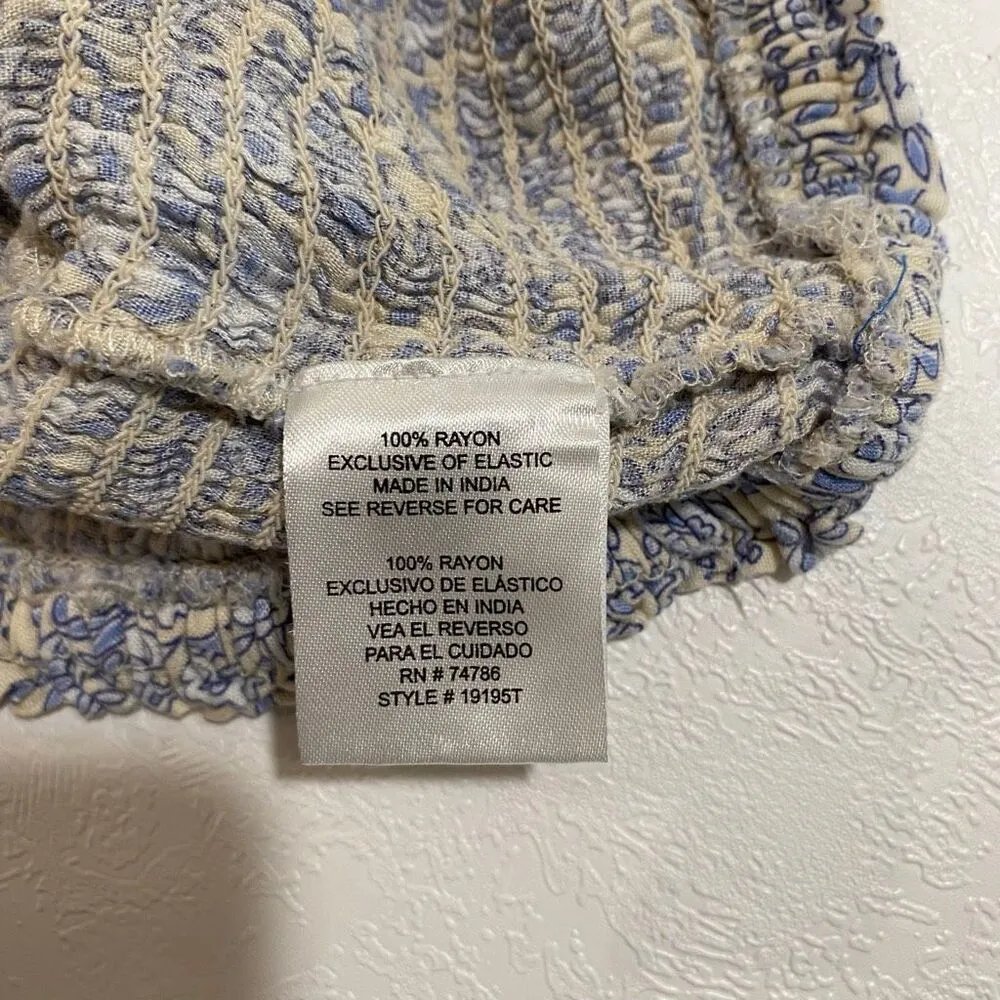 100% RAYON
EXCLUSIVE OF ELASTIC
MADE IN INDIA
SEE REVERSE FOR CARE
100% RAYON
EXCLUSIVO DE ELÁSTICO
HECHO EN INDIA
VEA EL REVERSO
PARA EL CUIDADO
RN # 74786
STYLE # 19195T